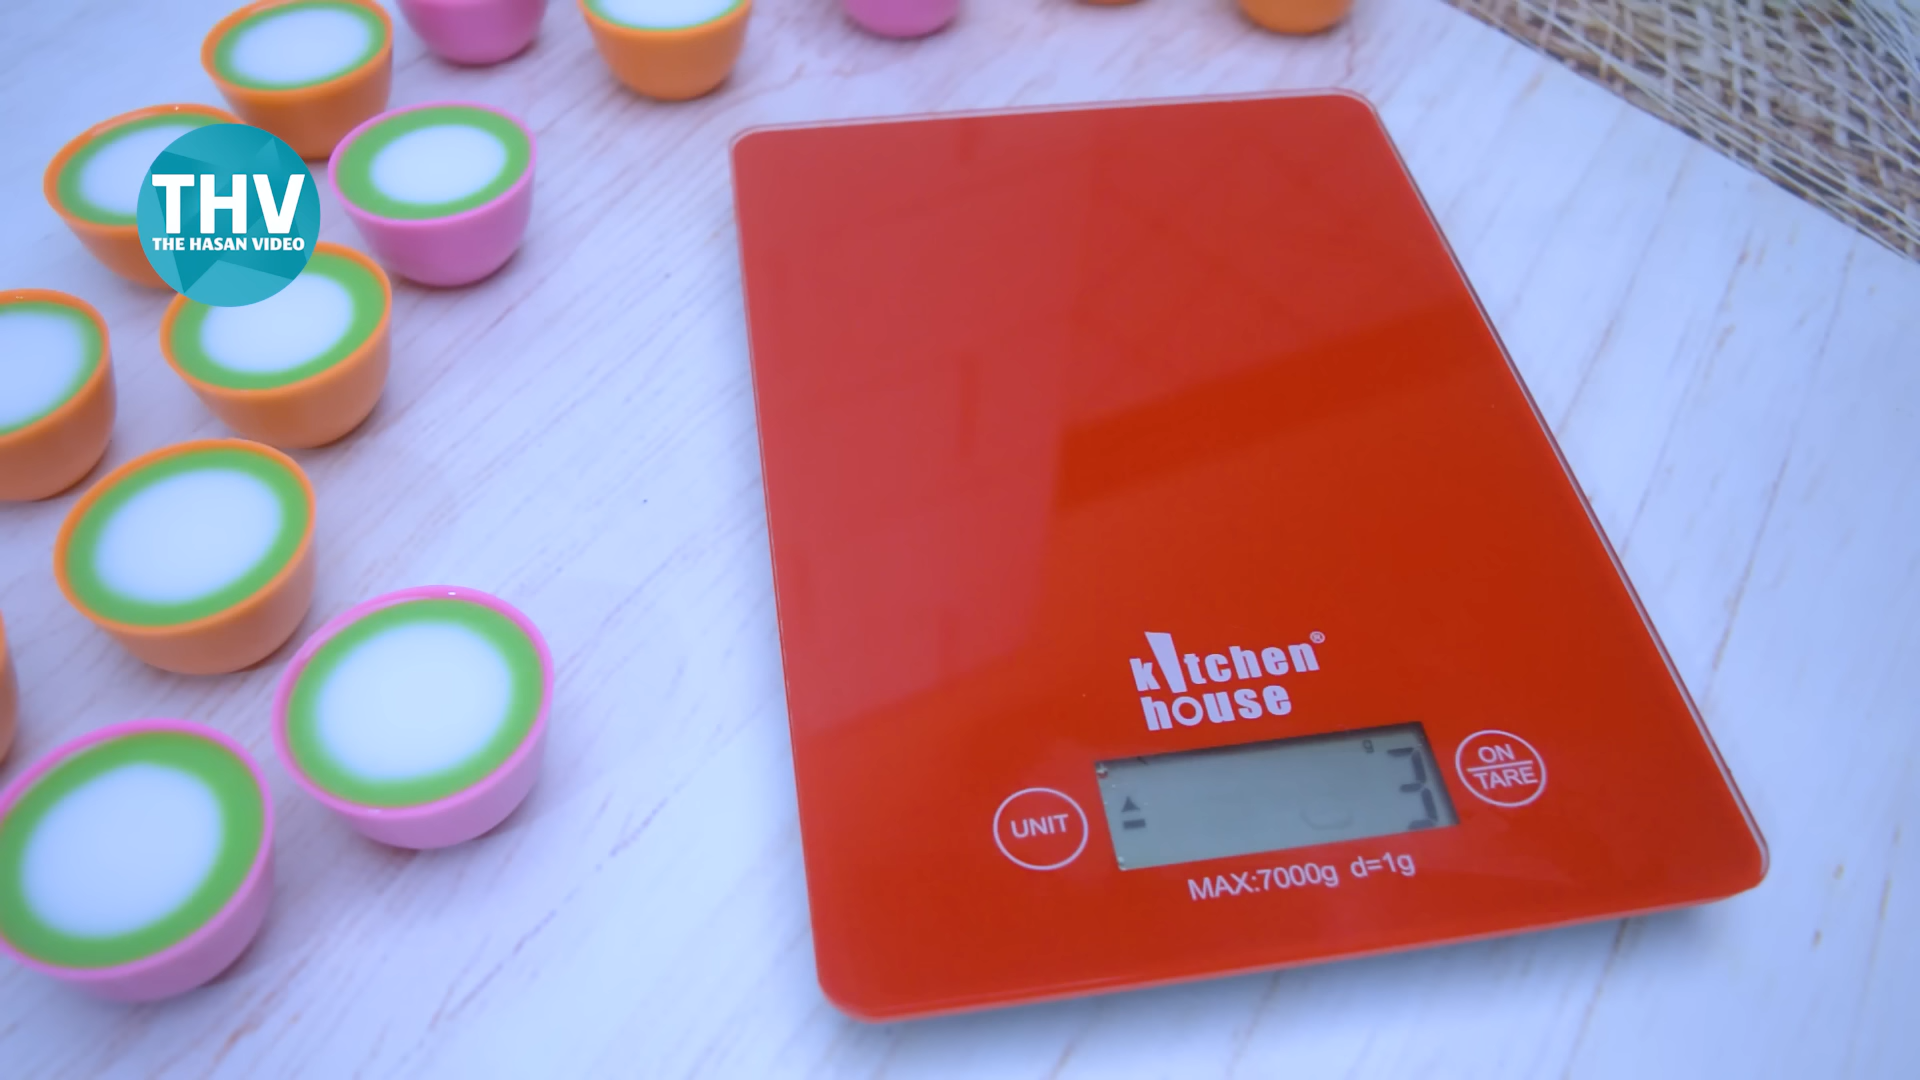 THV
THE HASAN VIDEO
kitchen®
house
g
3
UNIT
ON
TARE
MAX:7000g d=1g